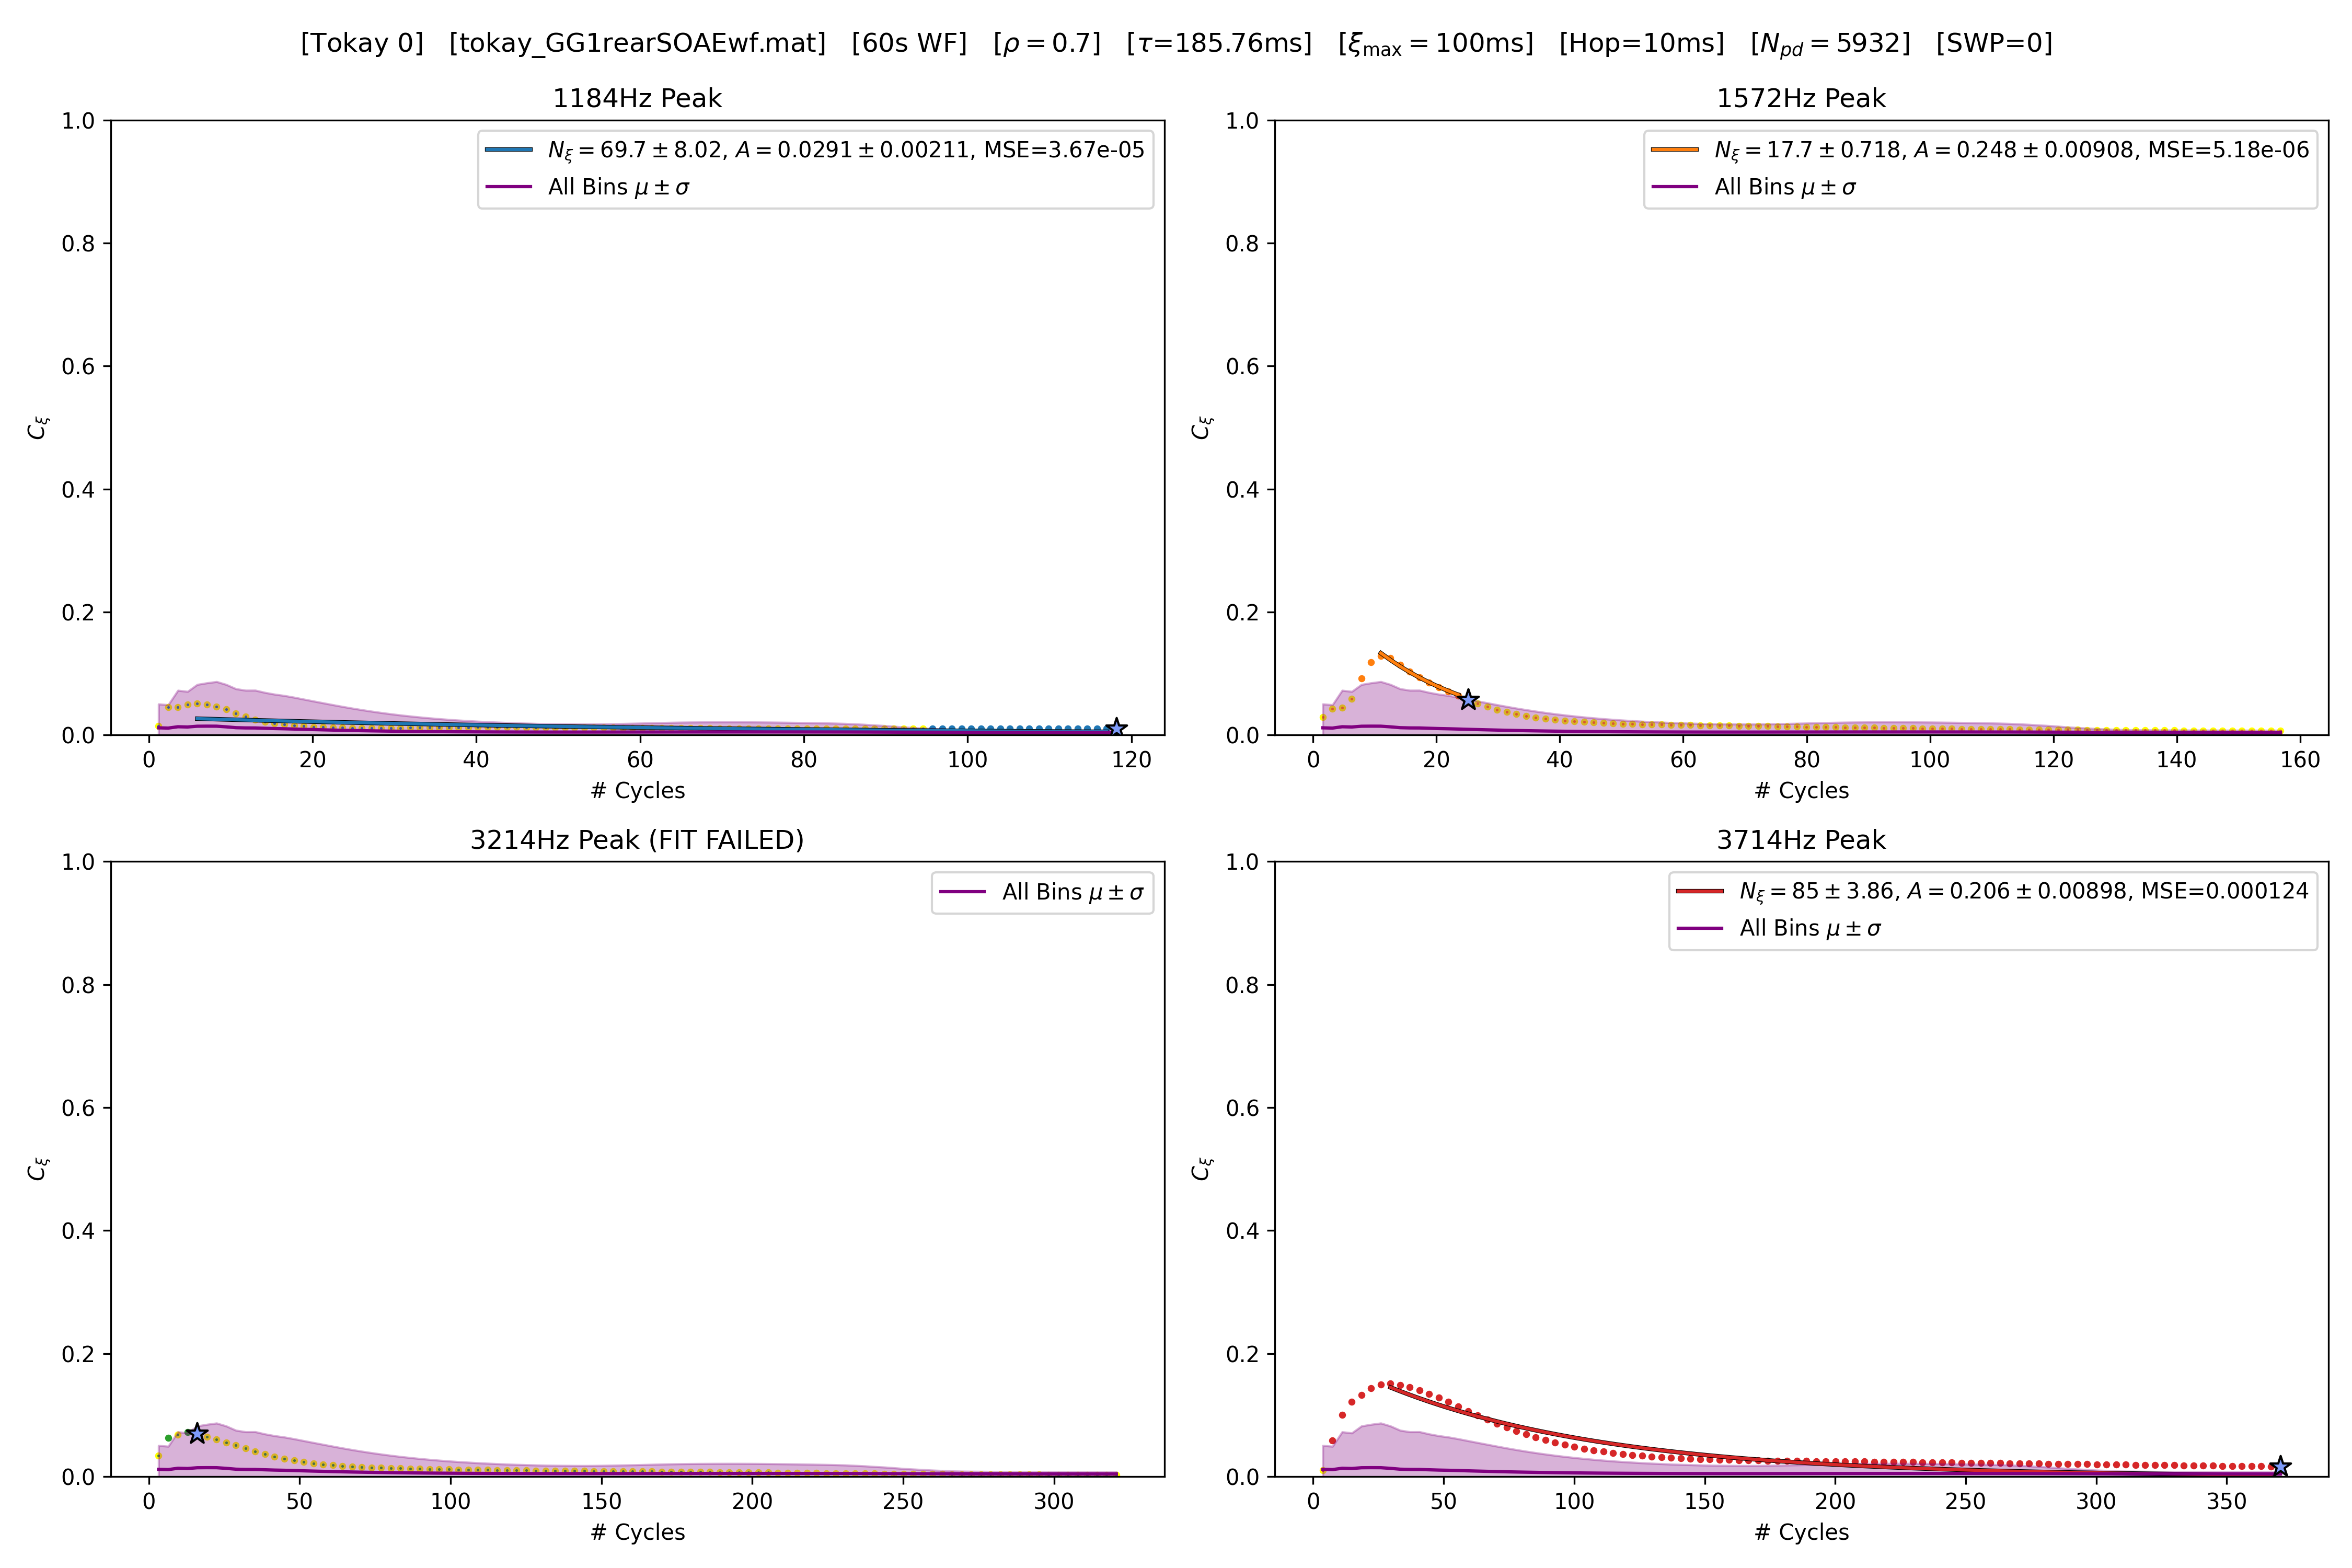 [Tokay 0] [tokay_GG1rearSOAEwf.mat] [60s WF] [ρ = 0.7] [τ=185.76ms] [ξmax = 100ms] [Hop=10ms] [Npd = 5932] [SWP=0]
1184Hz Peak
1.0
0.8
0.6
0.4
0.2
0.0
Cξ
Nξ = 69.7 ± 8.02, A = 0.0291 ± 0.00211, MSE=3.67e-05
All Bins μ ± σ
0 20 40 60 80 100 120
# Cycles
1572Hz Peak
1.0
0.8
0.6
0.4
0.2
0.0
Cξ
Nξ = 17.7 ± 0.718, A = 0.248 ± 0.00908, MSE=5.18e-06
All Bins μ ± σ
0 20 40 60 80 100 120 140 160
# Cycles
3214Hz Peak (FIT FAILED)
1.0
0.8
0.6
0.4
0.2
0.0
Cξ
All Bins μ ± σ
0 50 100 150 200 250 300
# Cycles
3714Hz Peak
1.0
0.8
0.6
0.4
0.2
0.0
Cξ
Nξ = 85 ± 3.86, A = 0.206 ± 0.00898, MSE=0.000124
All Bins μ ± σ
0 50 100 150 200 250 300 350
# Cycles